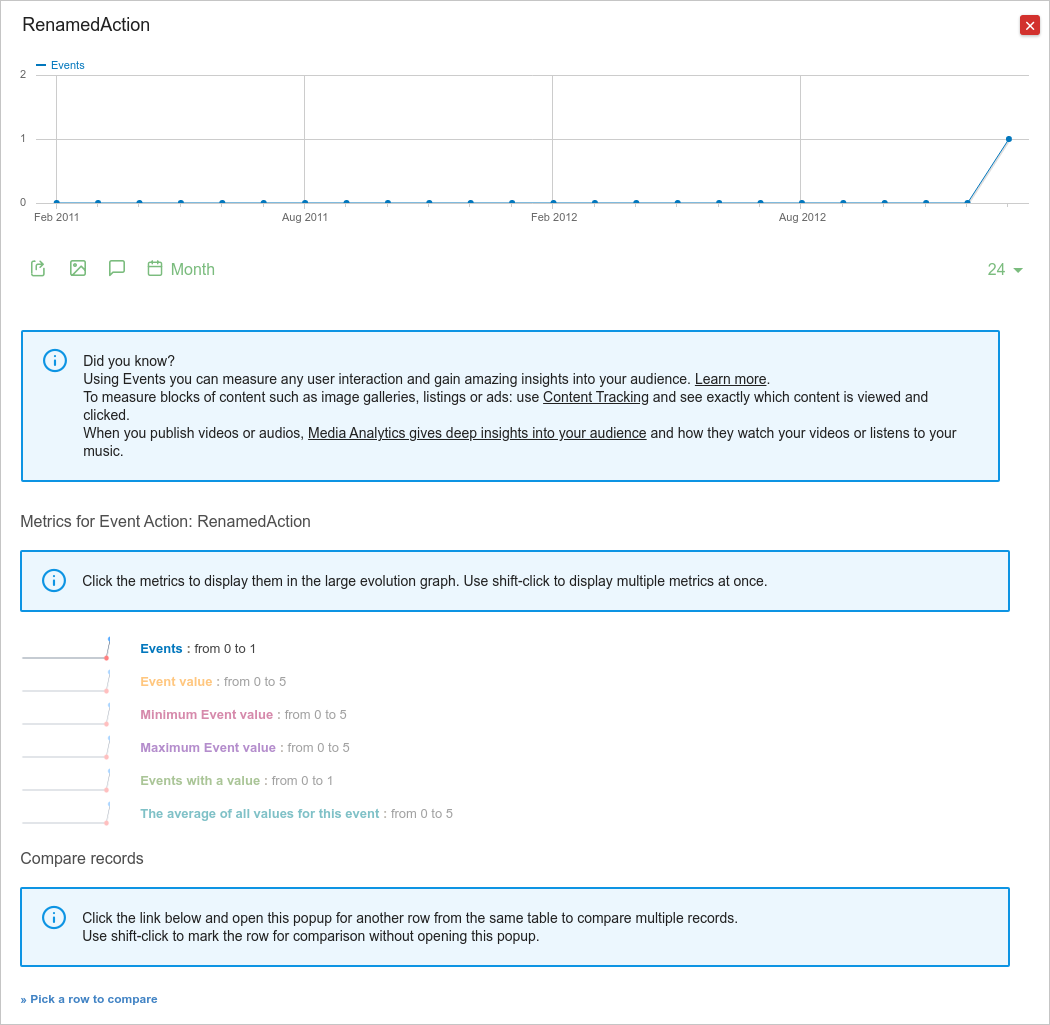 RenamedAction
Events
2
1
0
Feb 2011 Aug 2011 Feb 2012 Aug 2012
Month 24
Did you know?
Using Events you can measure any user interaction and gain amazing insights into your audience. Learn more.
To measure blocks of content such as image galleries, listings or ads: use Content Tracking and see exactly which content is viewed and
clicked.
When you publish videos or audios, Media Analytics gives deep insights into your audience and how they watch your videos or listens to your
music.
Metrics for Event Action: RenamedAction
Click the metrics to display them in the large evolution graph. Use shift-click to display multiple metrics at once.
Events : from 0 to 1
Event value : from 0 to 5
Minimum Event value : from 0 to 5
Maximum Event value : from 0 to 5
Events with a value : from 0 to 1
The average of all values for this event : from 0 to 5
Compare records
Click the link below and open this popup for another row from the same table to compare multiple records.
Use shift-click to mark the row for comparison without opening this popup.
» Pick a row to compare